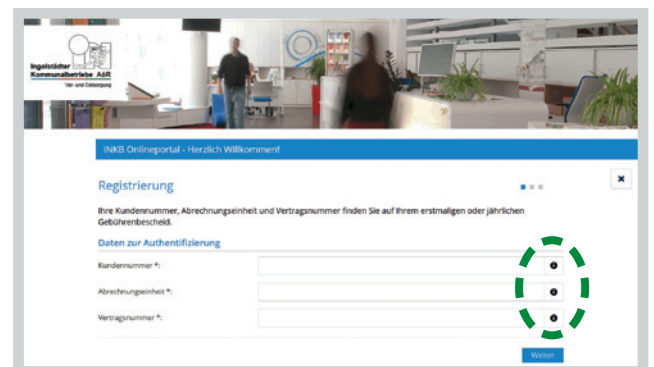 Ingolstädter
Kommunalbetriebe AöR
Ver- und Entsorgung
INKB Onlineportal - Herzlich Willkommen!
Registrierung
Ihre Kundennummer, Abrechnungseinheit und Vertragsnummer finden Sie auf Ihrem erstmaligen oder jährlichen
Gebührenbescheid.
Daten zur Authentifizierung
Kundennummer *:
Abrechnungseinheit *:
Vertragsnummer *:
Weiter